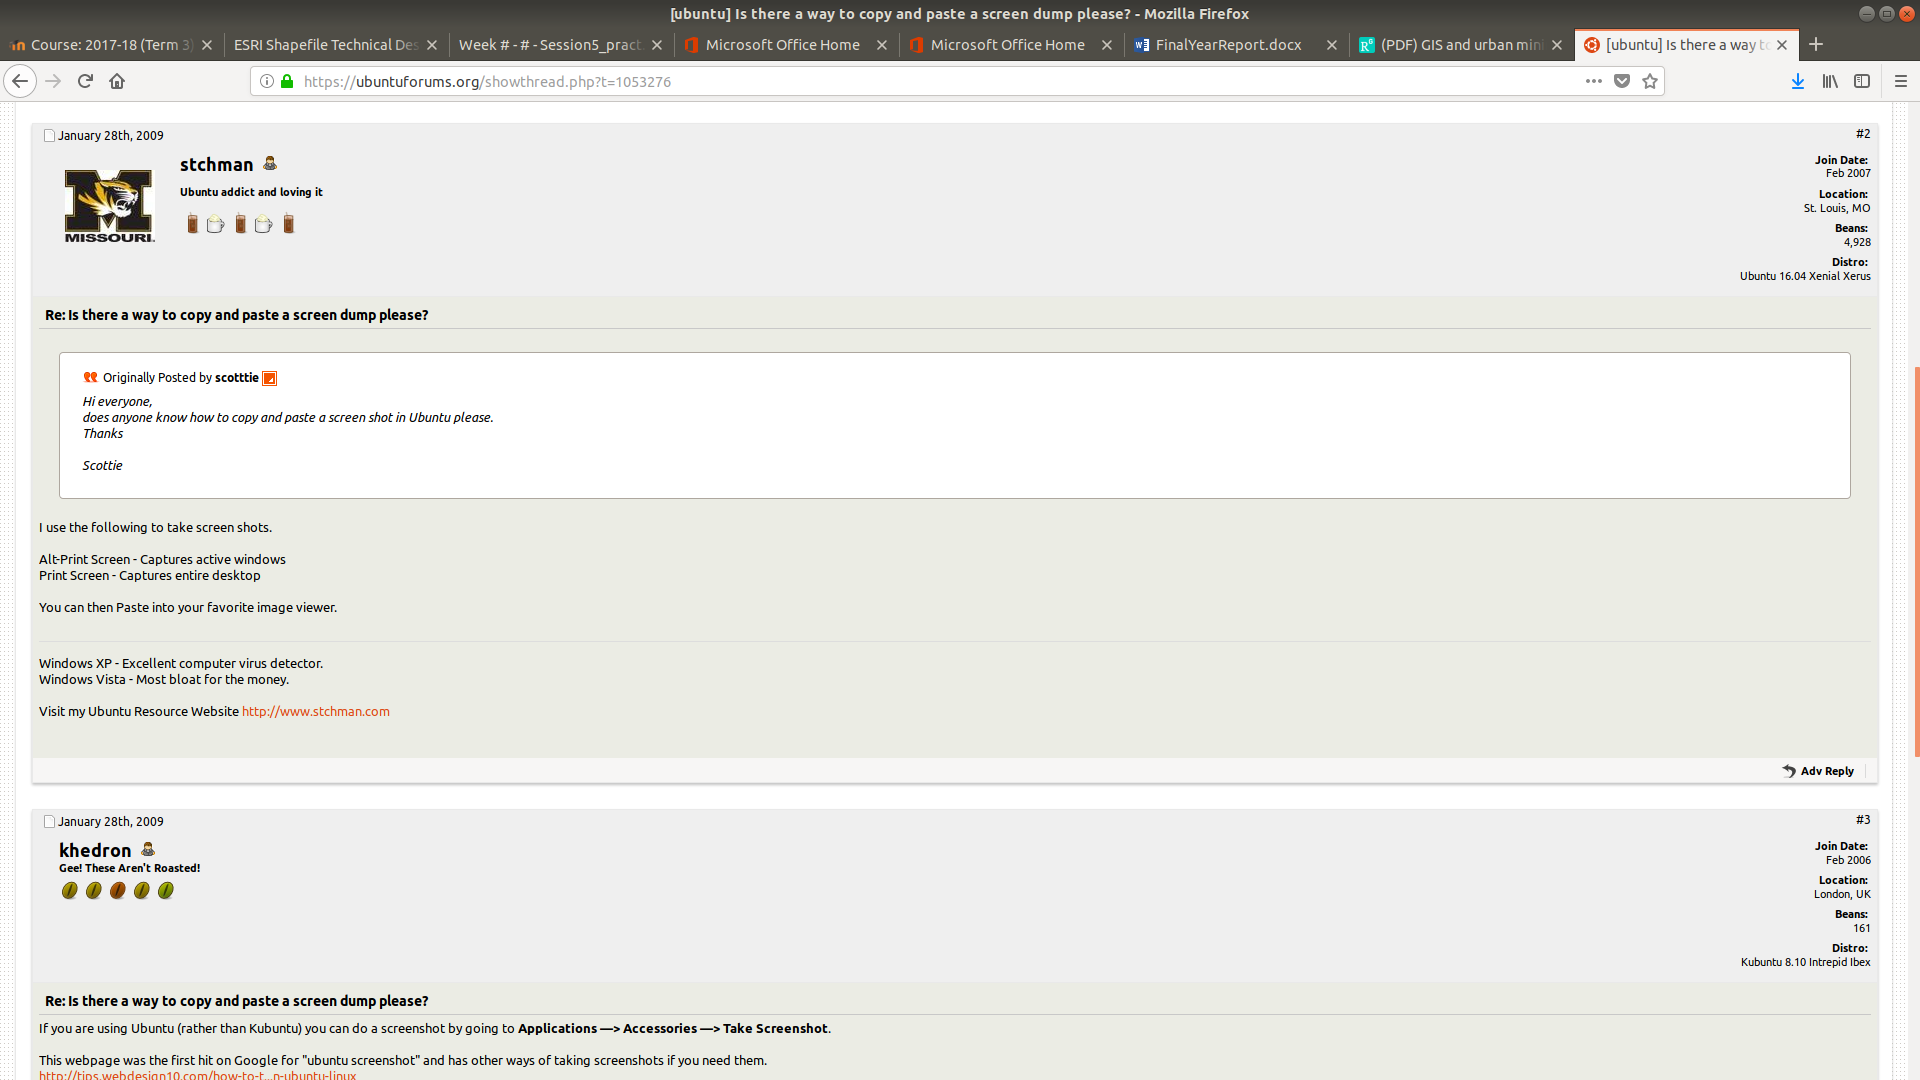 [ubuntu] Is there a way to copy and paste a screen dump please? - Mozilla Firefox
Course: 2017-18 (Term 3)
ESRI Shapefile Technical Des
Week # - # - Session5_pract
Microsoft Office Home
Microsoft Office Home
FinalYearReport.docx
(PDF) GIS and urban mini
[ubuntu] Is there a way to
https://ubuntuforums.org/showthread.php?t=1053276
January 28th, 2009
#2
stchman
Ubuntu addict and loving it
MISSOURI.
Join Date:
Feb 2007
Location:
St. Louis, MO
Beans:
4,928
Distro:
Ubuntu 16.04 Xenial Xerus
Re: Is there a way to copy and paste a screen dump please?
Originally Posted by scotttie
Hi everyone,
does anyone know how to copy and paste a screen shot in Ubuntu please.
Thanks
Scottie
I use the following to take screen shots.
Alt-Print Screen - Captures active windows
Print Screen - Captures entire desktop
You can then Paste into your favorite image viewer.
Windows XP - Excellent computer virus detector.
Windows Vista - Most bloat for the money.
Visit my Ubuntu Resource Website http://www.stchman.com
Adv Reply
January 28th, 2009
#3
khedron
Gee! These Aren't Roasted!
Join Date:
Feb 2006
Location:
London, UK
Beans:
161
Distro:
Kubuntu 8.10 Intrepid Ibex
Re: Is there a way to copy and paste a screen dump please?
If you are using Ubuntu (rather than Kubuntu) you can do a screenshot by going to Applications —> Accessories —> Take Screenshot.
This webpage was the first hit on Google for "ubuntu screenshot" and has other ways of taking screenshots if you need them.
http://tips.webdesign10.com/how-to-t...n-ubuntu-linux